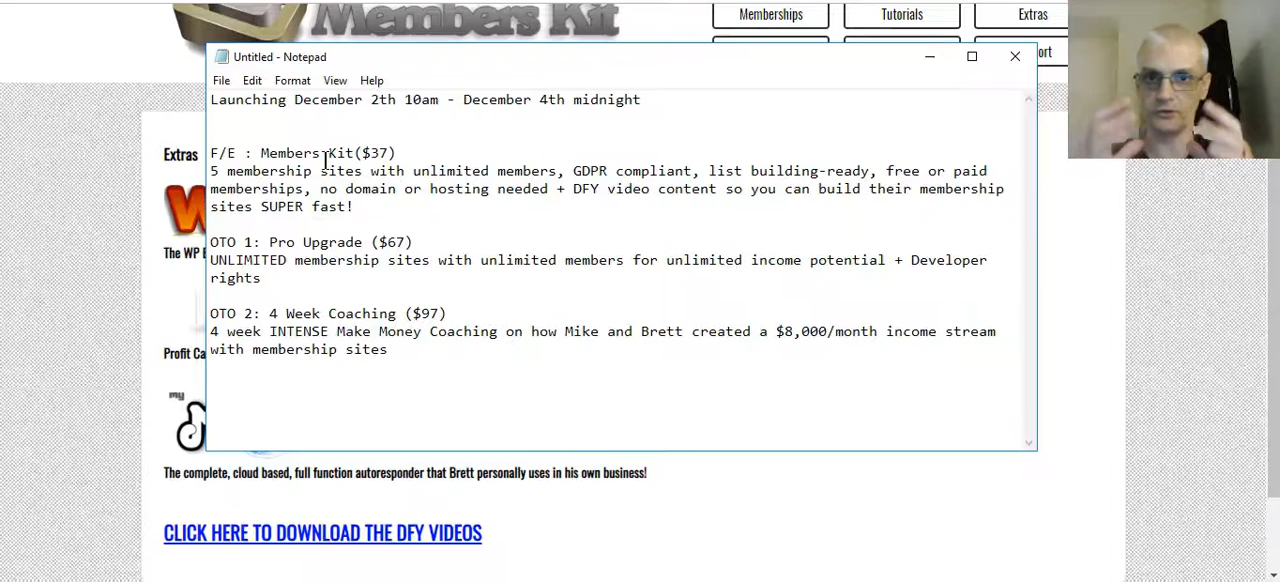 Members Kit
Memberships
Tutorials
Extras
ort
Untitled - Notepad
File Edit Format View Help
Launching December 2th 10am - December 4th midnight
F/E : Members Kit($37)
5 membership sites with unlimited members, GDPR compliant, list building-ready, free or paid
memberships, no domain or hosting needed + DFY video content so you can build their membership
sites SUPER fast!
OTO 1: Pro Upgrade ($67)
UNLIMITED membership sites with unlimited members for unlimited income potential + Developer
rights
OTO 2: 4 Week Coaching ($97)
4 week INTENSE Make Money Coaching on how Mike and Brett created a $8,000/month income stream
with membership sites
Extras
The WP
Profit Ca
my
The complete, cloud based, full function autoresponder that Brett personally uses in his own business!
CLICK HERE TO DOWNLOAD THE DFY VIDEOS